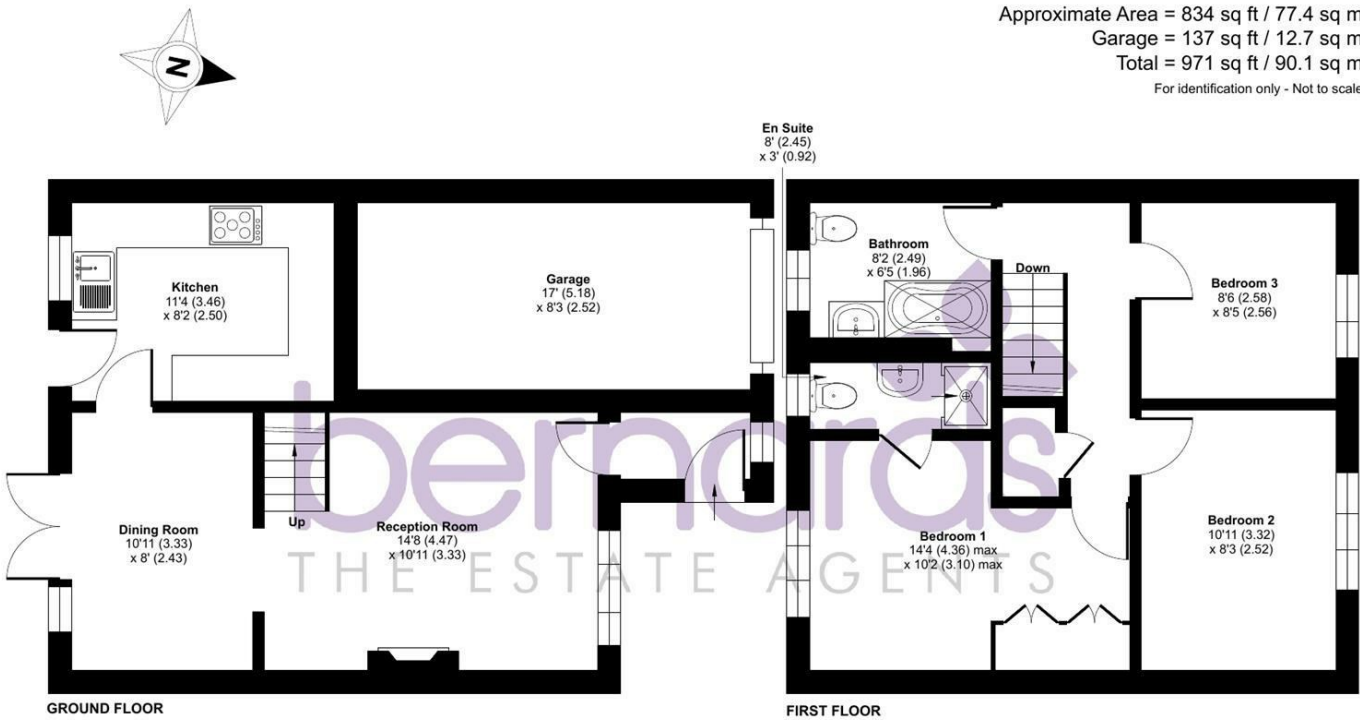 Approximate Area = 834 sq ft / 77.4 sq m
Garage = 137 sq ft / 12.7 sq m
Total = 971 sq ft / 90.1 sq m
For identification only - Not to scale
N
En Suite
8' (2.45)
x 3' (0.92)
Kitchen
11'4 (3.46)
x 8'2 (2.50)
Garage
17' (5.18)
x 8'3 (2.52)
Bathroom
8'2 (2.49)
x 6'5 (1.96)
Down
Bedroom 3
8'6 (2.58)
x 8'5 (2.56)
Dining Room
10'11 (3.33)
x 8' (2.43)
Up
Reception Room
14'8 (4.47)
x 10'11 (3.33)
Bedroom 1
14'4 (4.36) max
x 10'2 (3.10) max
Bedroom 2
10'11 (3.32)
x 8'3 (2.52)
bernards
THE ESTATE AGENTS
GROUND FLOOR
FIRST FLOOR